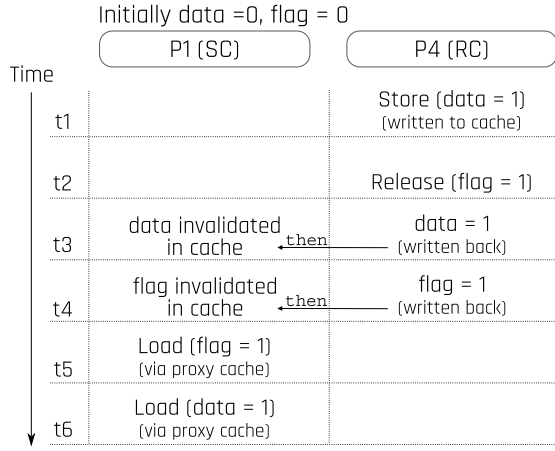 Initially data =0, flag = 0
P1 (SC)
P4 (RC)
Time
t1
Store (data = 1)
(written to cache)
t2
Release (flag = 1)
t3
data invalidated
in cache
then
data = 1
(written back)
t4
flag invalidated
in cache
then
flag = 1
(written back)
t5
Load (flag = 1)
(via proxy cache)
t6
Load (data = 1)
(via proxy cache)